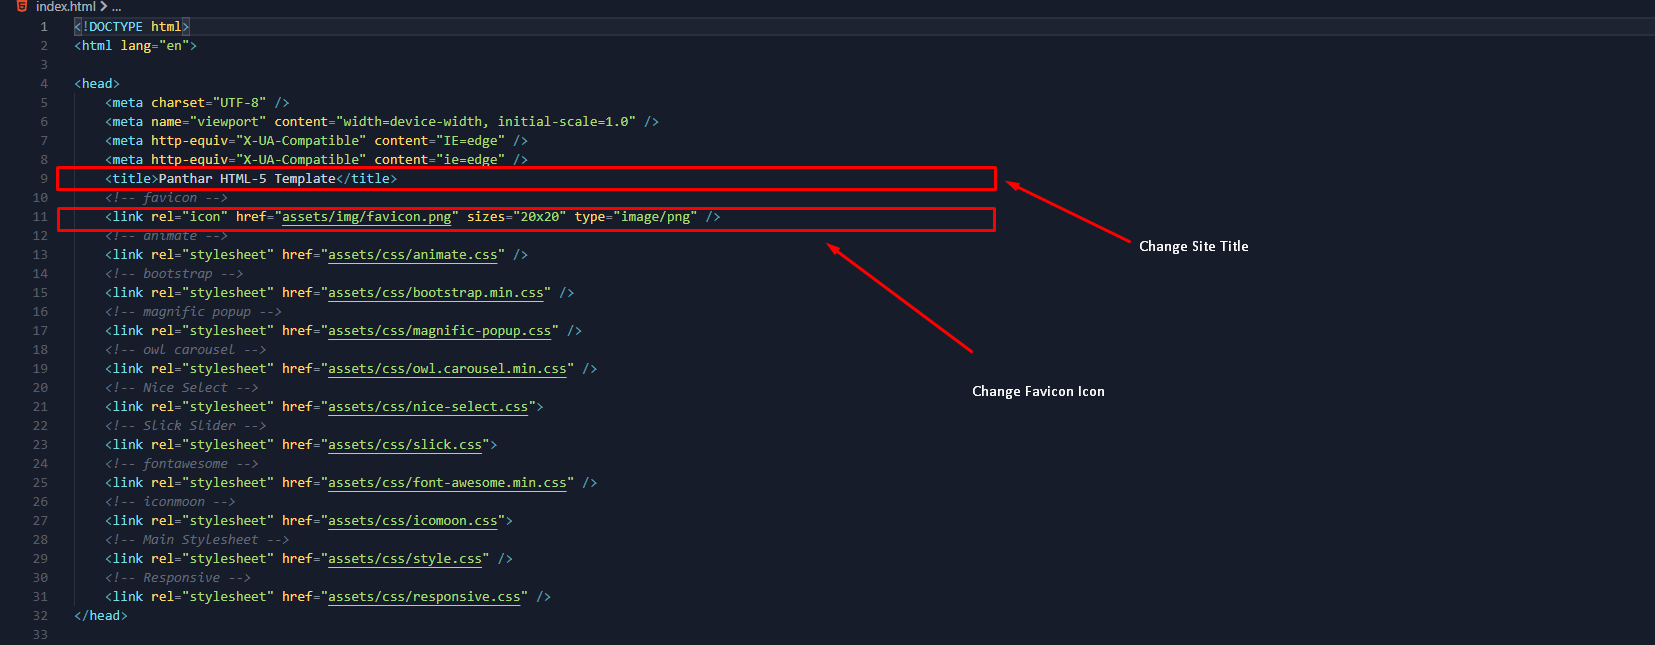 index.html > ...
1 <!DOCTYPE html>
2 <html lang="en">
3
4 <head>
5 <meta charset="UTF-8" />
6 <meta name="viewport" content="width=device-width, initial-scale=1.0" />
7 <meta http-equiv="X-UA-Compatible" content="IE=edge" />
8 <meta http-equiv="X-UA-Compatible" content="ie=edge" />
9 <title>Panthar HTML-5 Template</title>
10 <!-- favicon -->
11 <link rel="icon" href="assets/img/favicon.png" sizes="20x20" type="image/png" />
12 <!-- animate -->
Change Site Title
13 <link rel="stylesheet" href="assets/css/animate.css" />
14 <!-- bootstrap -->
15 <link rel="stylesheet" href="assets/css/bootstrap.min.css" />
16 <!-- magnific popup -->
17 <link rel="stylesheet" href="assets/css/magnific-popup.css" />
18 <!-- owl carousel -->
19 <link rel="stylesheet" href="assets/css/owl.carousel.min.css" />
20 <!-- Nice Select -->
Change Favicon Icon
21 <link rel="stylesheet" href="assets/css/nice-select.css">
22 <!-- Slick Slider -->
23 <link rel="stylesheet" href="assets/css/slick.css">
24 <!-- fontawesome -->
25 <link rel="stylesheet" href="assets/css/font-awesome.min.css" />
26 <!-- iconmoon -->
27 <link rel="stylesheet" href="assets/css/icomoon.css">
28 <!-- Main Stylesheet -->
29 <link rel="stylesheet" href="assets/css/style.css" />
30 <!-- Responsive -->
31 <link rel="stylesheet" href="assets/css/responsive.css" />
32 </head>
33